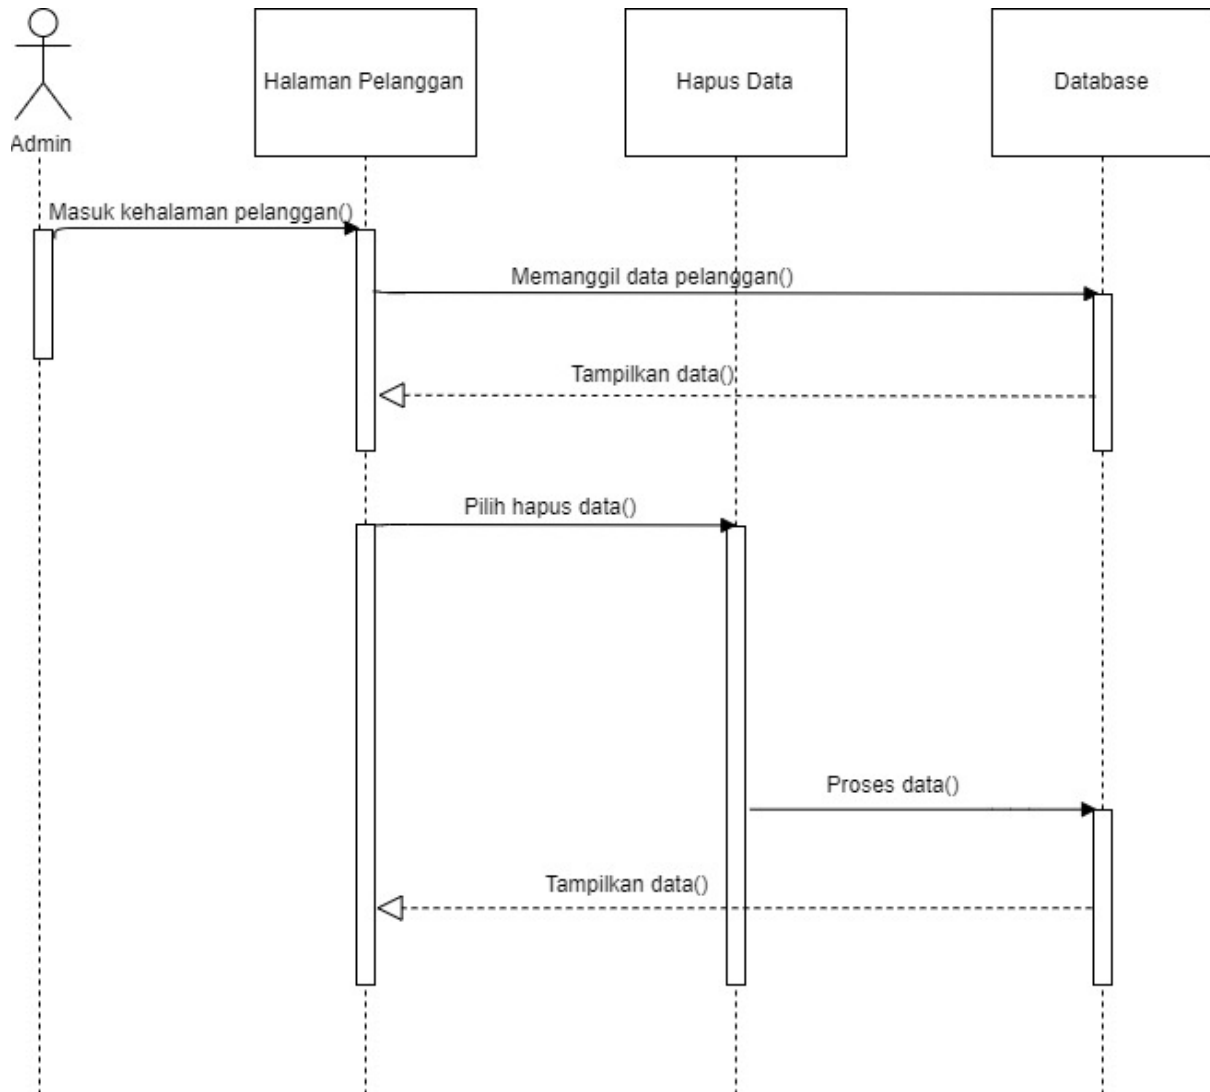 Halaman Pelanggan
Hapus Data
Database
Admin
Masuk kehalaman pelanggan()
Memanggil data pelanggan()
Tampilkan data()
Pilih hapus data()
Proses data()
Tampilkan data()